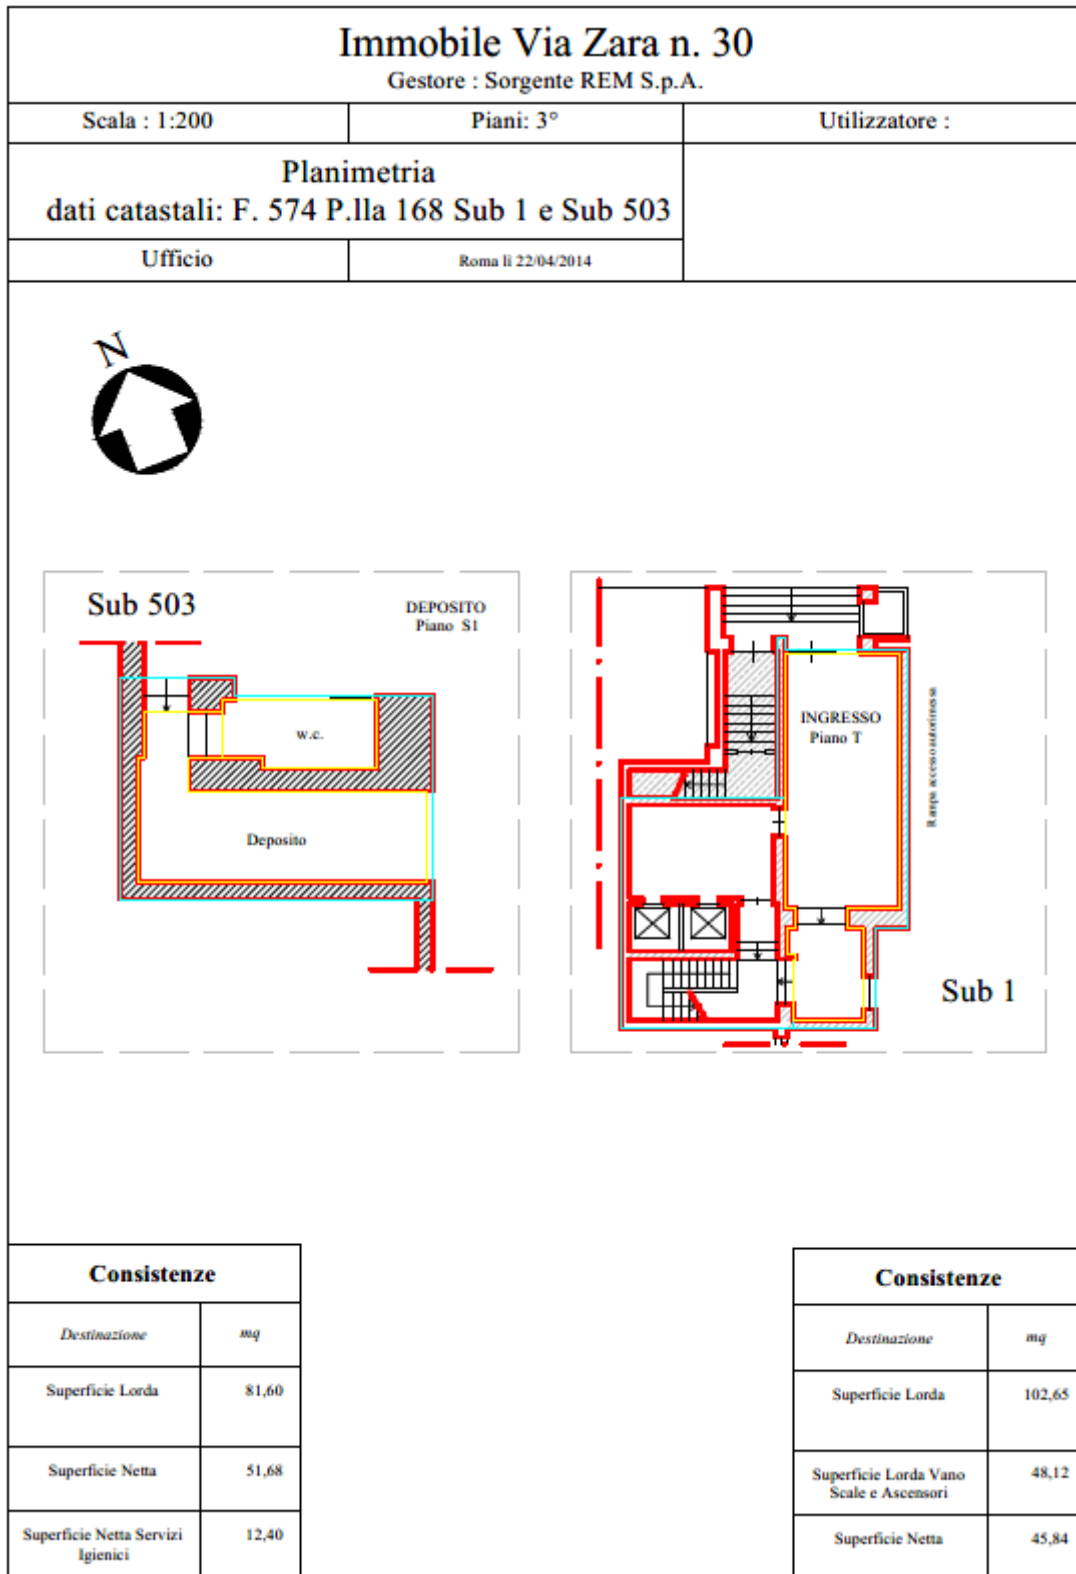 Immobile Via Zara n. 30
Gestore : Sorgente REM S.p.A.
Scala : 1:200
Piani: 3°
Utilizzatore :
Planimetria
dati catastali: F. 574 P.lla 168 Sub 1 e Sub 503
Ufficio
Roma li 22/04/2014
N
Sub 503
DEPOSITO
Piano S1
w.c.
Deposito
INGRESSO
Piano T
Rampa accesso autorimessa
Sub 1
Consistenze
Destinazione mq
Superficie Lorda 81,60
Superficie Netta 51,68
Superficie Netta Servizi
Igienici 12,40
Consistenze
Destinazione mq
Superficie Lorda 102,65
Superficie Lorda Vano
Scale e Ascensori 48,12
Superficie Netta 45,84